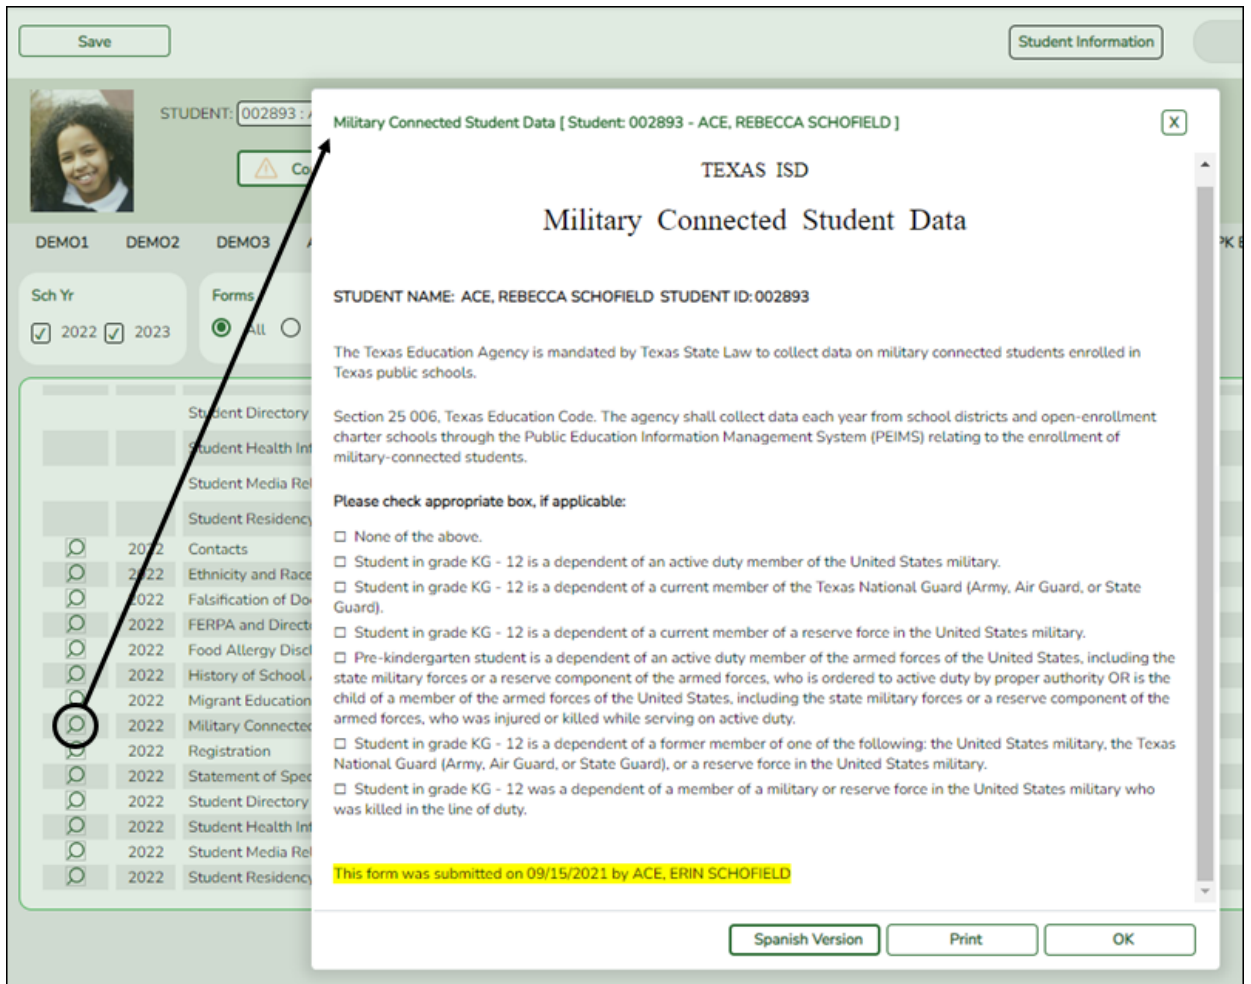 Save
Student Information
STUDENT: 002893 :
Co
DEMO1 DEMO2 DEMO3
PK
Sch Yr
2022 2023
Forms
All
Student Directory
Student Health Inf
Student Media Rel
Student Residency
2022 Contacts
2022 Ethnicity and Race
2022 Falsification of Do
2022 FERPA and Direct
2022 Food Allergy Discl
2022 History of School
2022 Migrant Education
2022 Military Connected
2022 Registration
2022 Statement of Spec
2022 Student Directory
2022 Student Health Inf
2022 Student Media Rel
2022 Student Residency
Military Connected Student Data [ Student: 002893 - ACE, REBECCA SCHOFIELD ]
X
TEXAS ISD
Military Connected Student Data
STUDENT NAME: ACE, REBECCA SCHOFIELD STUDENT ID: 002893
The Texas Education Agency is mandated by Texas State Law to collect data on military connected students enrolled in
Texas public schools.
Section 25 006, Texas Education Code. The agency shall collect data each year from school districts and open-enrollment
charter schools through the Public Education Information Management System (PEIMS) relating to the enrollment of
military-connected students.
Please check appropriate box, if applicable:
☐ None of the above.
☐ Student in grade KG - 12 is a dependent of an active duty member of the United States military.
☐ Student in grade KG - 12 is a dependent of a current member of the Texas National Guard (Army, Air Guard, or State
Guard).
☐ Student in grade KG - 12 is a dependent of a current member of a reserve force in the United States military.
☐ Pre-kindergarten student is a dependent of an active duty member of the armed forces of the United States, including the
state military forces or a reserve component of the armed forces, who is ordered to active duty by proper authority OR is the
child of a member of the armed forces of the United States, including the state military forces or a reserve component of the
armed forces, who was injured or killed while serving on active duty.
☐ Student in grade KG - 12 is a dependent of a former member of one of the following: the United States military, the Texas
National Guard (Army, Air Guard, or State Guard), or a reserve force in the United States military.
☐ Student in grade KG - 12 was a dependent of a member of a military or reserve force in the United States military who
was killed in the line of duty.
This form was submitted on 09/15/2021 by ACE, ERIN SCHOFIELD
Spanish Version
Print
OK